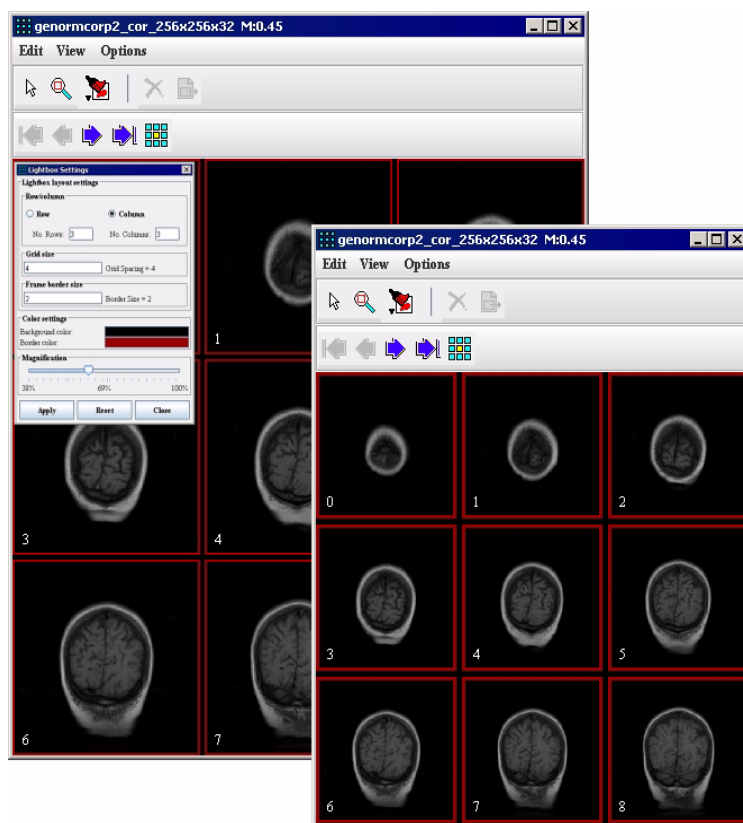 genormcorp2_cor_256x256x32 M:0.45
Edit View Options
Lightbox Settings
Lightbox layout settings
Row/column
Row
Column
No. Rows: 3
No. Columns: 3
Grid size
4
Grid Spacing = 4
Frame border size
2
Border Size = 2
Color settings
Background color:
Border color:
Magnification
38% 69% 100%
Apply Reset Close
1
3
4
6
7
genormcorp2_cor_256x256x32 M:0.45
Edit View Options
0
1
2
3
4
5
6
7
8